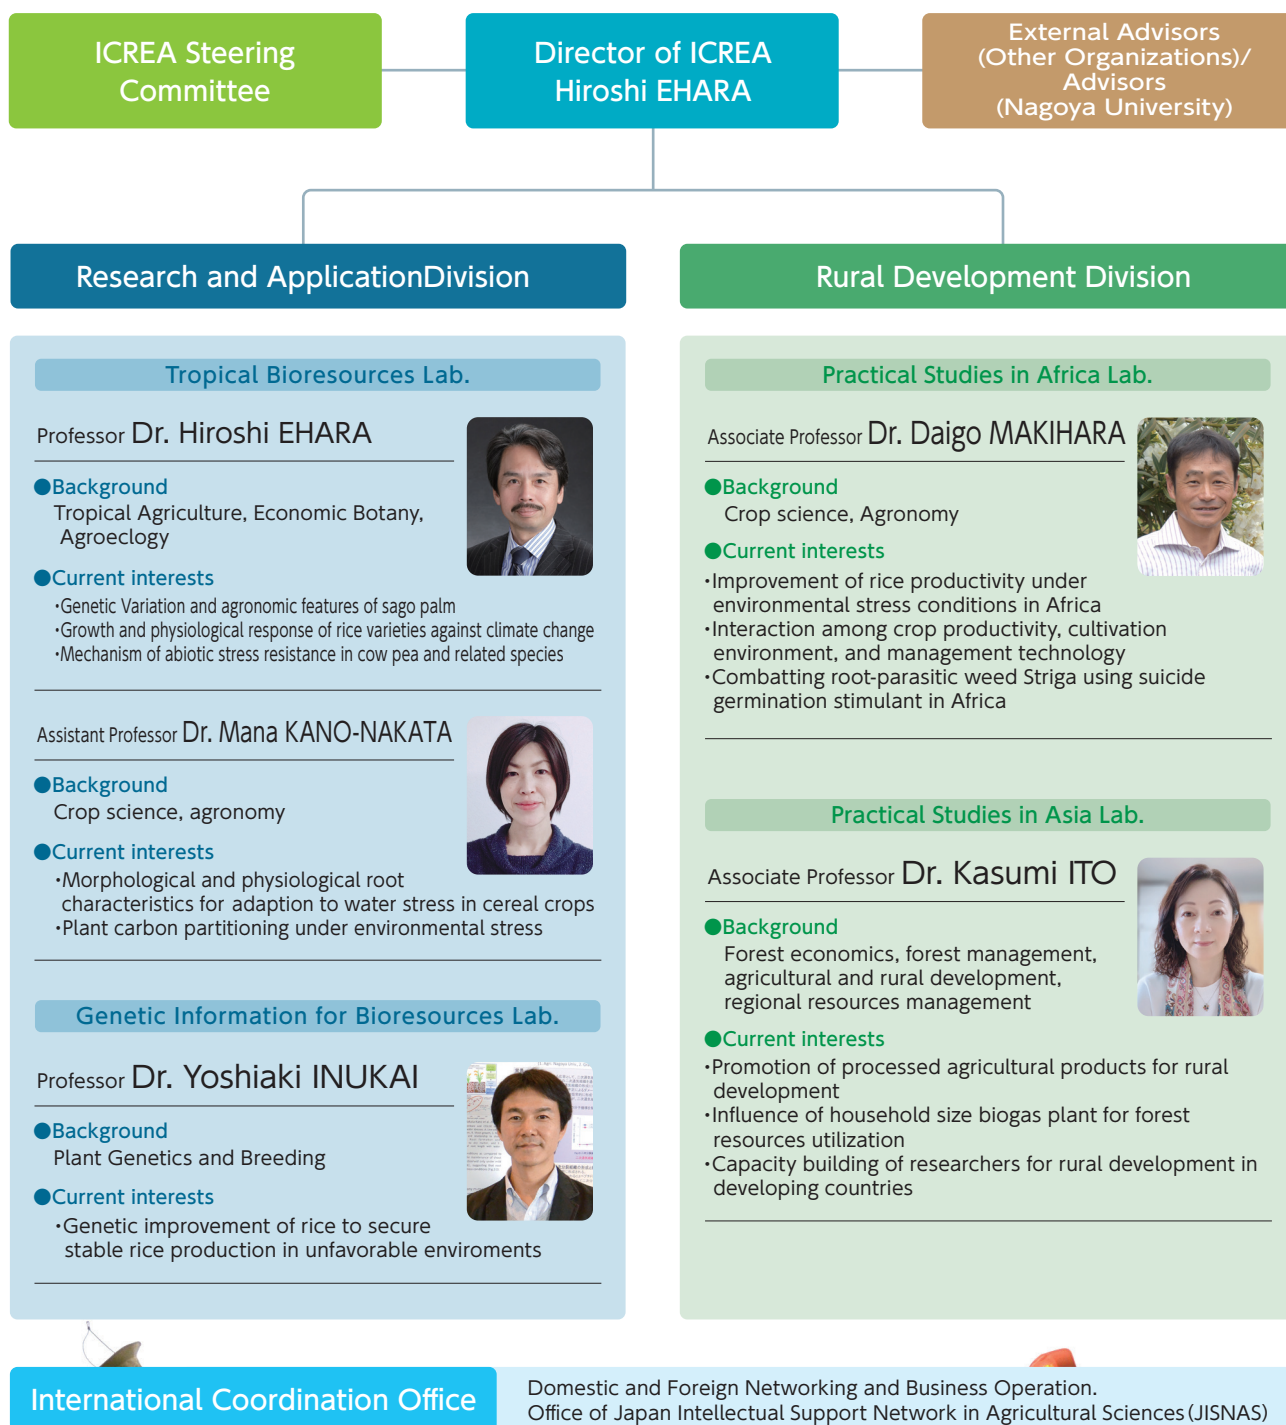 ICREA Steering
Committee
Director of ICREA
Hiroshi EHARA
External Advisors
(Other Organizations)/
Advisors
(Nagoya University)
Research and ApplicationDivision
Tropical Bioresources Lab.
Professor Dr. Hiroshi EHARA
●Background
Tropical Agriculture, Economic Botany,
Agroeclogy
●Current interests
・Genetic Variation and agronomic features of sago palm
・Growth and physiological response of rice varieties against climate change
・Mechanism of abiotic stress resistance in cow pea and related species
Assistant Professor Dr. Mana KANO-NAKATA
●Background
Crop science, agronomy
●Current interests
・Morphological and physiological root
characteristics for adaption to water stress in cereal crops
・Plant carbon partitioning under environmental stress
Genetic Information for Bioresources Lab.
Professor Dr. Yoshiaki INUKAI
●Background
Plant Genetics and Breeding
●Current interests
・Genetic improvement of rice to secure
stable rice production in unfavorable enviroments
Rural Development Division
Practical Studies in Africa Lab.
Associate Professor Dr. Daigo MAKIHARA
●Background
Crop science, Agronomy
●Current interests
・Improvement of rice productivity under
environmental stress conditions in Africa
・Interaction among crop productivity, cultivation
environment, and management technology
・Combatting root-parasitic weed Striga using suicide
germination stimulant in Africa
Practical Studies in Asia Lab.
Associate Professor Dr. Kasumi ITO
●Background
Forest economics, forest management,
agricultural and rural development,
regional resources management
●Current interests
・Promotion of processed agricultural products for rural
development
・Influence of household size biogas plant for forest
resources utilization
・Capacity building of researchers for rural development in
developing countries
International Coordination Office
Domestic and Foreign Networking and Business Operation.
Office of Japan Intellectual Support Network in Agricultural Sciences (JISNAS)